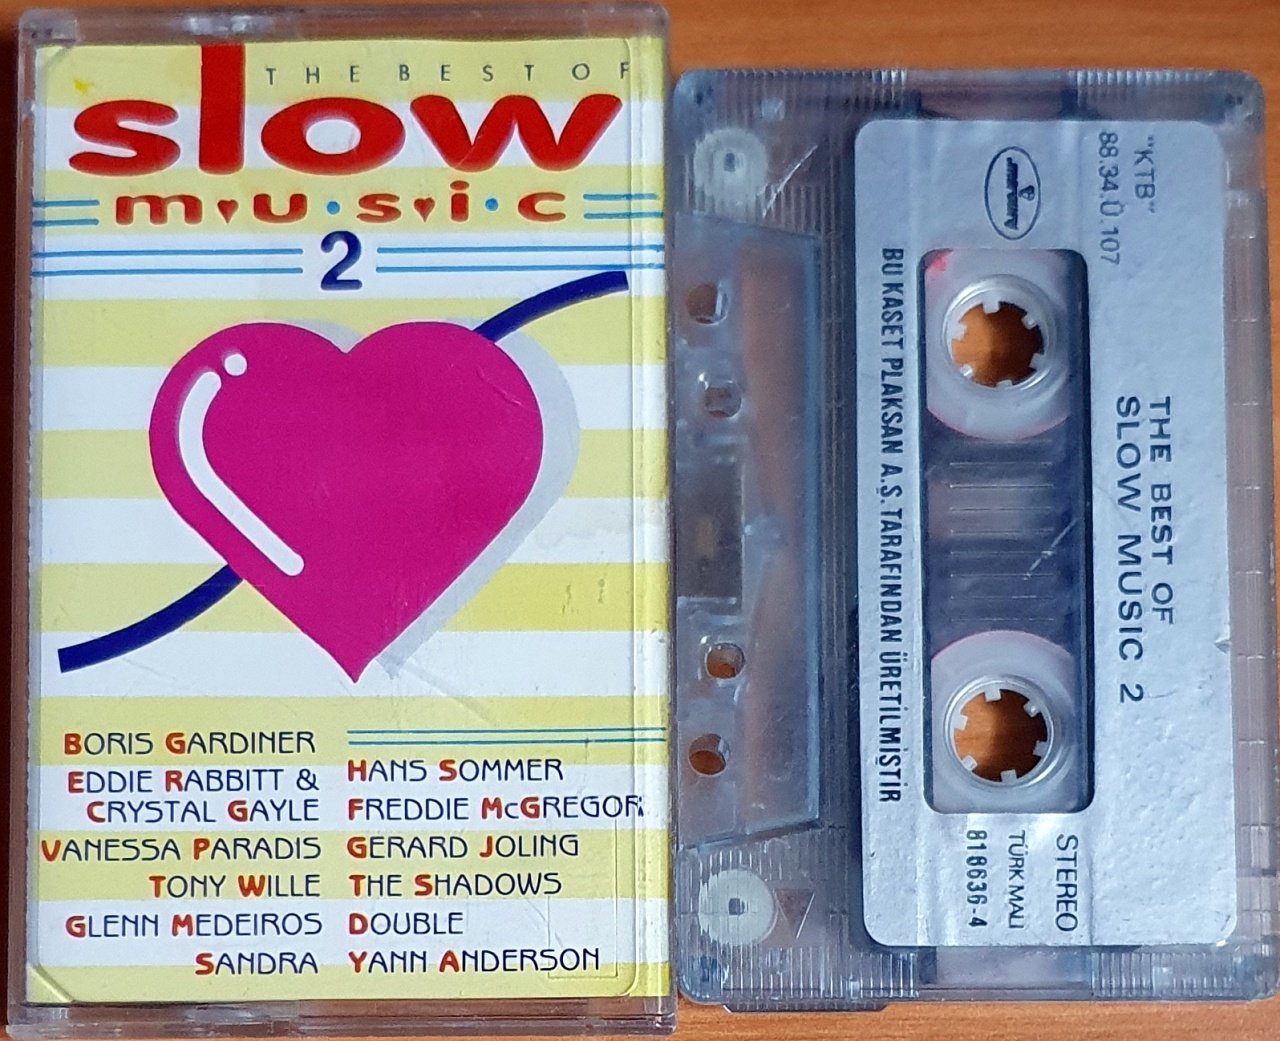 THE BEST OF
slow
music
2
BORIS GARDINER
EDDIE RABBITT &
CRYSTAL GAYLE
VANESSA PARADIS
TONY WILLE
GLENN MEDEIROS
SANDRA
HANS SOMMER
FREDDIE MCGREGOR
GERARD JOLING
THE SHADOWS
DOUBLE
YANN ANDERSON
"KTB"
88.34.Ü.107
mercury
THE BEST OF
SLOW MUSIC 2
STEREO
TÜRK MALI
818636-4
BU KASET PLAKSAN A.Ş. TARAFINDAN ÜRETİLMİŞTİR